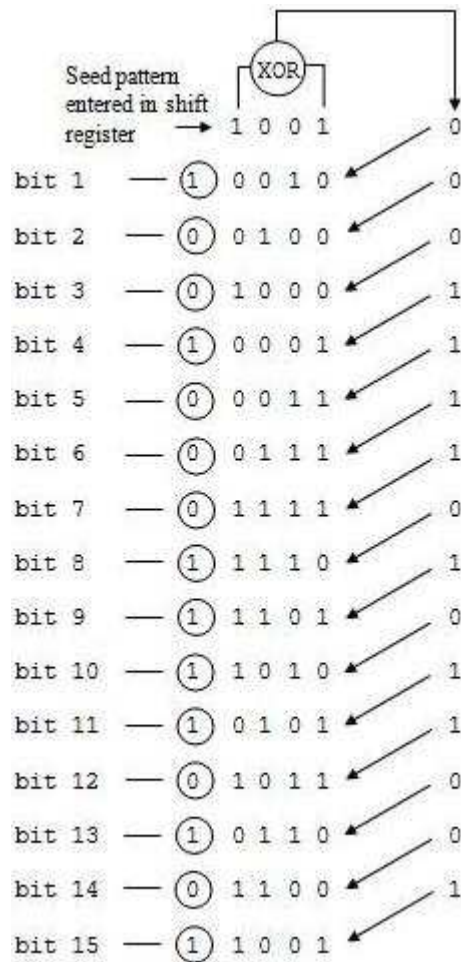 XOR
Seed pattern
entered in shift
register 1 0 0 1 0
bit 1 1 0 0 1 0 0
bit 2 0 0 1 0 0 0
bit 3 0 1 0 0 0 1
bit 4 1 0 0 0 1 1
bit 5 0 0 0 1 1 1
bit 6 0 0 1 1 1 1
bit 7 0 1 1 1 1 0
bit 8 1 1 1 1 0 1
bit 9 1 1 1 0 1 0
bit 10 1 1 0 1 0 1
bit 11 1 0 1 0 1 1
bit 12 0 1 0 1 1 0
bit 13 1 0 1 1 0 0
bit 14 0 1 1 0 0 1
bit 15 1 1 0 0 1